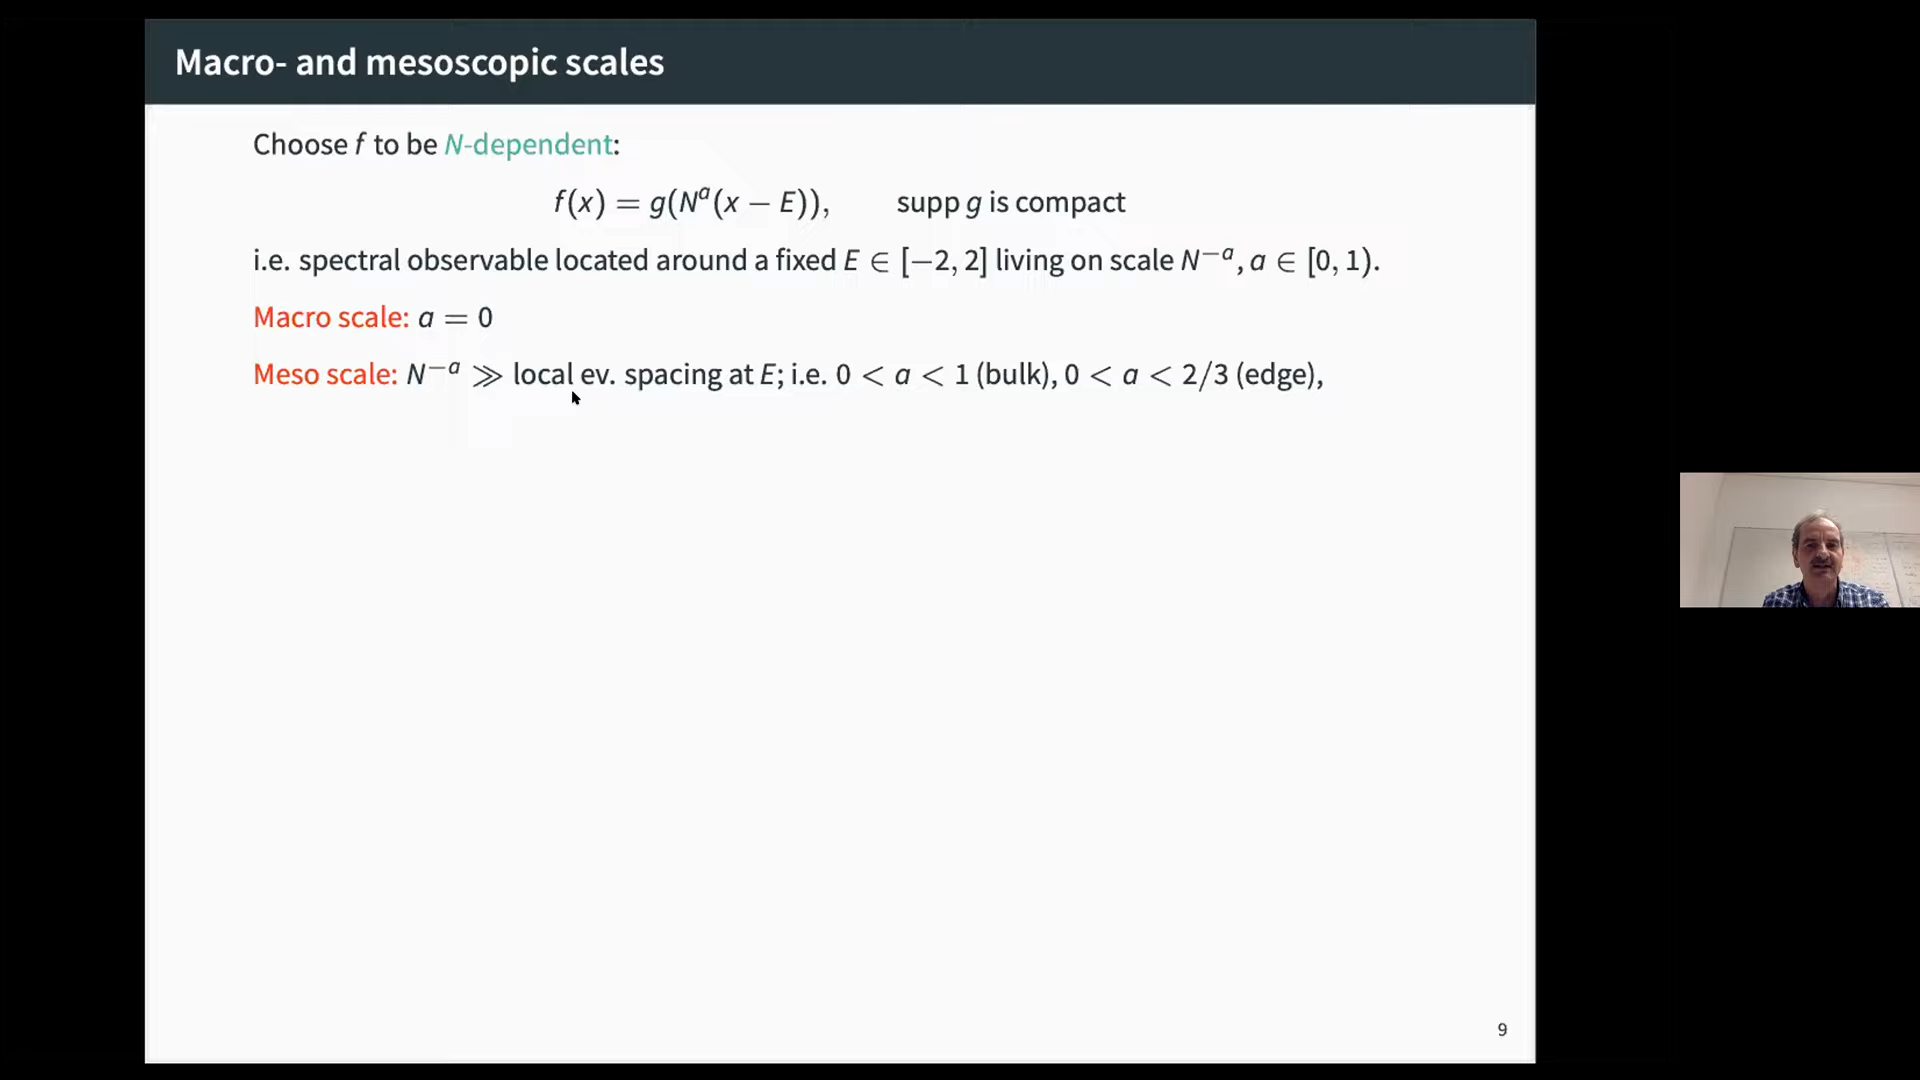 Macro- and mesoscopic scales
Choose f to be N-dependent:
f(x) = g(Nᵃ(x − E)), supp g is compact
i.e. spectral observable located around a fixed E ∈ [−2, 2] living on scale N⁻ᵃ, a ∈ [0, 1).
Macro scale: a = 0
Meso scale: N⁻ᵃ ≫ local ev. spacing at E; i.e. 0 < a < 1 (bulk), 0 < a < 2/3 (edge),
9